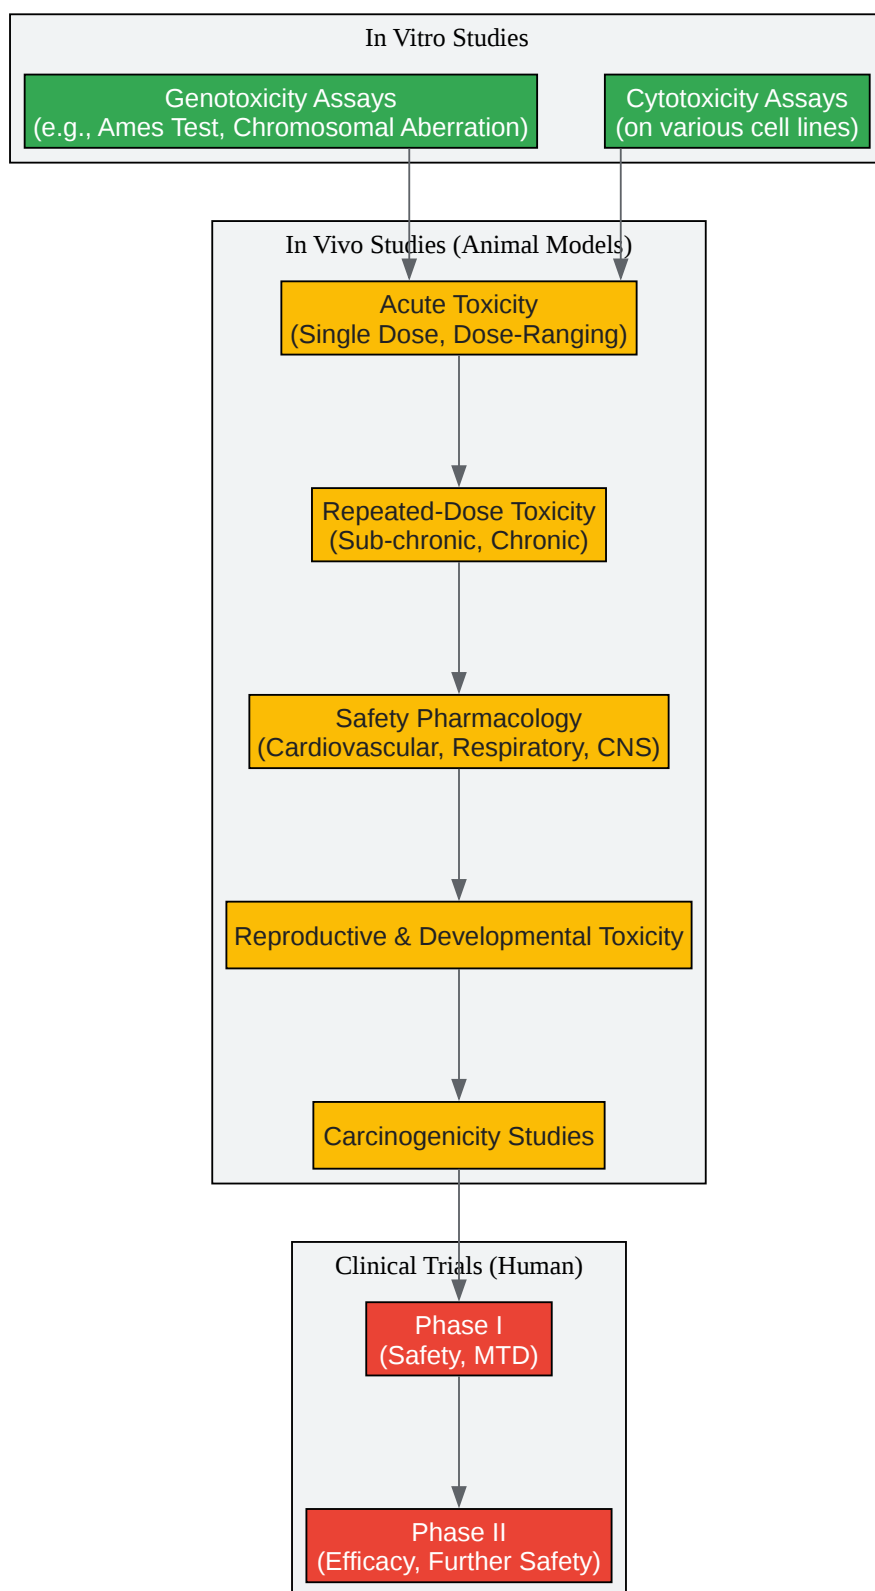 In Vitro Studies
Genotoxicity Assays
(e.g., Ames Test, Chromosomal Aberration)
Cytotoxicity Assays
(on various cell lines)
In Vivo Studies (Animal Models)
Acute Toxicity
(Single Dose, Dose-Ranging)
Repeated-Dose Toxicity
(Sub-chronic, Chronic)
Safety Pharmacology
(Cardiovascular, Respiratory, CNS)
Reproductive & Developmental Toxicity
Carcinogenicity Studies
Clinical Trials (Human)
Phase I
(Safety, MTD)
Phase II
(Efficacy, Further Safety)